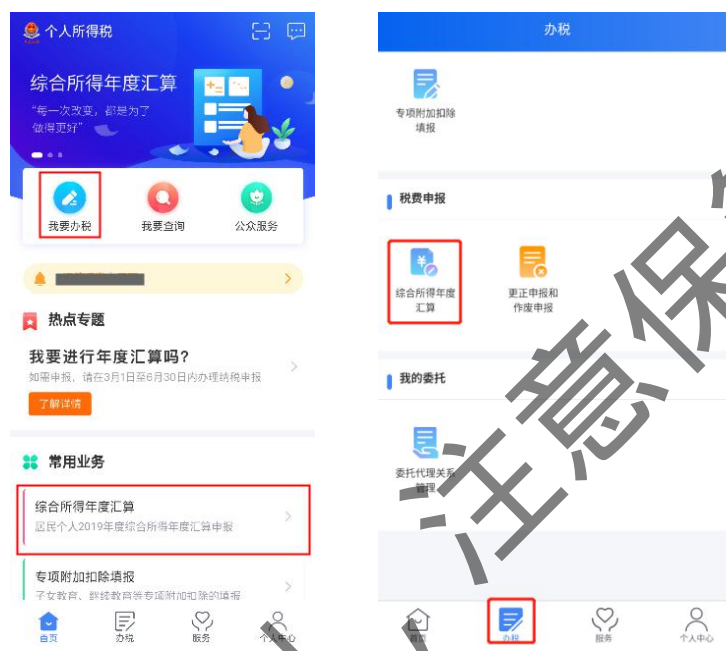 个人所得税
综合所得年度汇算
“每一次改变，都是为了
做得更好”
我要办税
我要查询
公众服务
热点专题
我要进行年度汇算吗？
如需申报，请在3月1日至6月30日内办理纳税申报
了解详情
常用业务
综合所得年度汇算
居民个人2019年度综合所得年度汇算申报
专项附加扣除填报
子女教育、继续教育等专项附加扣除的填报
首页
办税
服务
个人中心
办税
专项附加扣除
填报
税费申报
综合所得年度
汇算
更正申报和
作废申报
我的委托
委托代理关系
管理
首页
办税
服务
个人中心
注意保